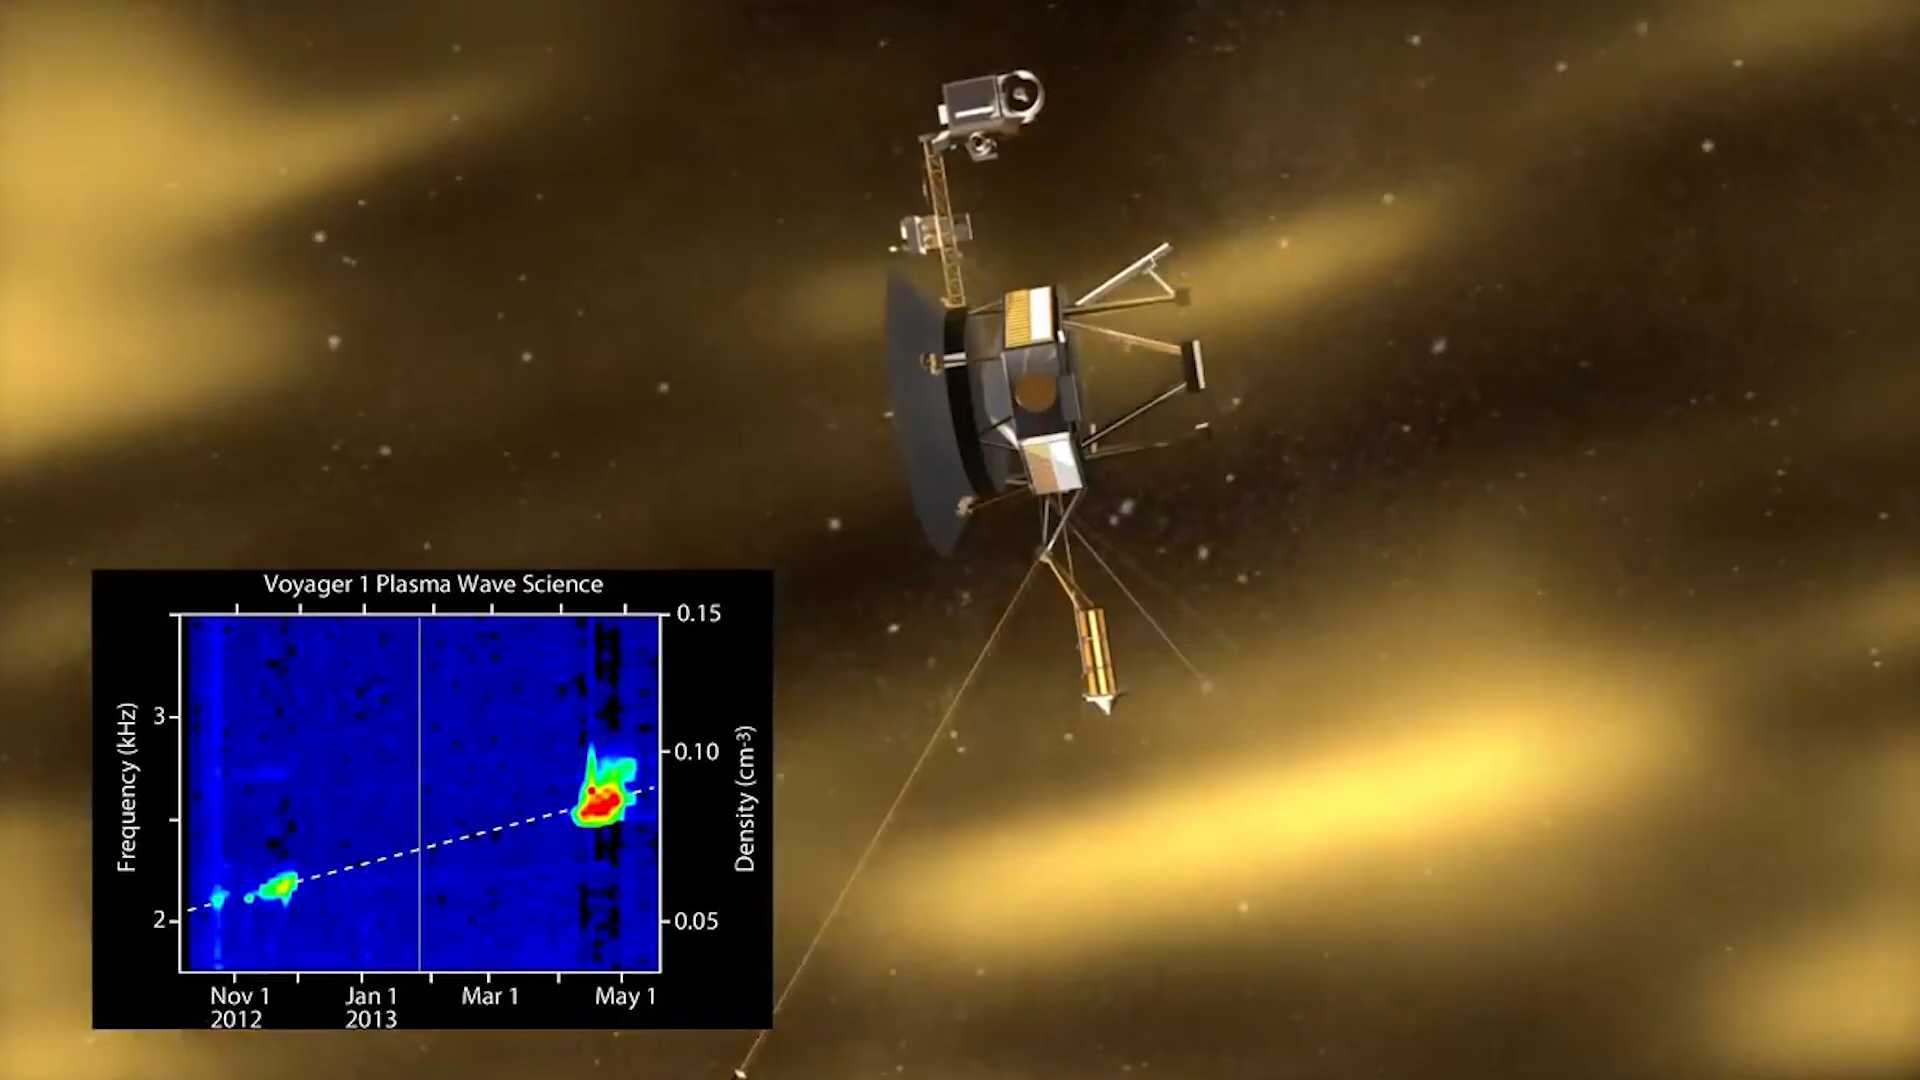 Voyager 1 Plasma Wave Science
0.15
3
0.10
Frequency (kHz)
Density (cm-3)
2
0.05
Nov 1
2012
Jan 1
2013
Mar 1
May 1